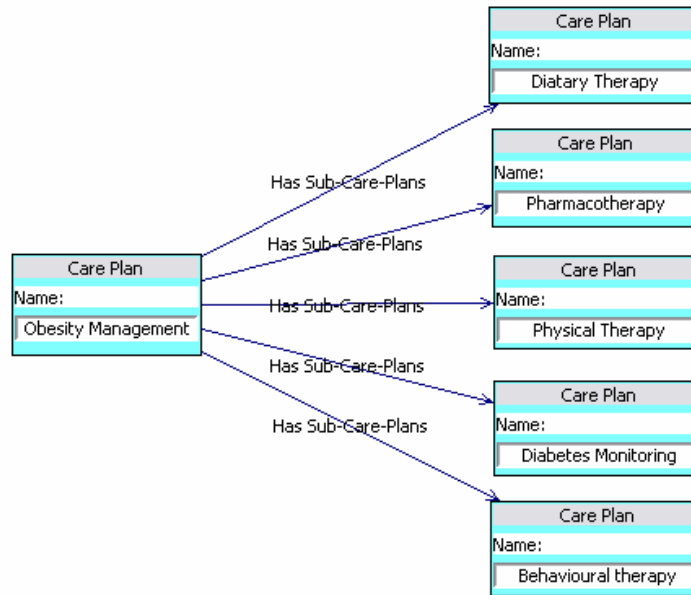 Care Plan
Name:
Diatary Therapy
Has Sub-Care-Plans
Care Plan
Name:
Pharmacotherapy
Has Sub-Care-Plans
Care Plan
Name:
Obesity Management
Care Plan
Name:
Physical Therapy
Has Sub-Care-Plans
Has Sub-Care-Plans
Care Plan
Name:
Diabetes Monitoring
Has Sub-Care-Plans
Care Plan
Name:
Behavioural therapy